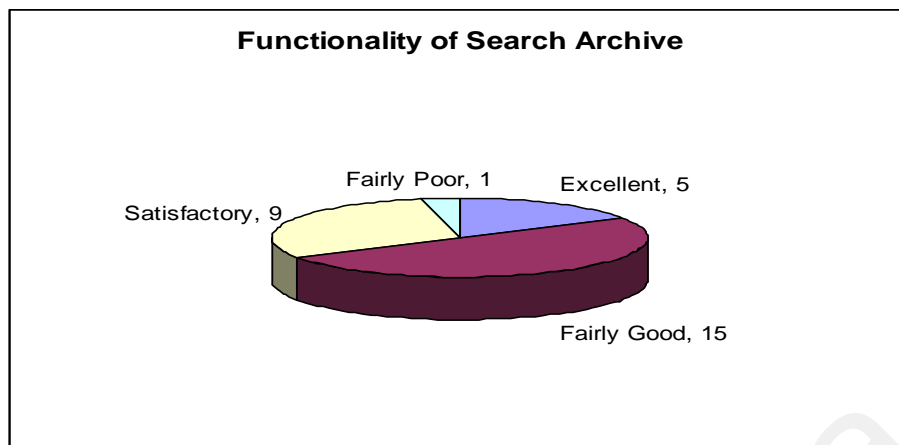 Functionality of Search Archive
Fairly Poor, 1
Excellent, 5
Satisfactory, 9
Fairly Good, 15